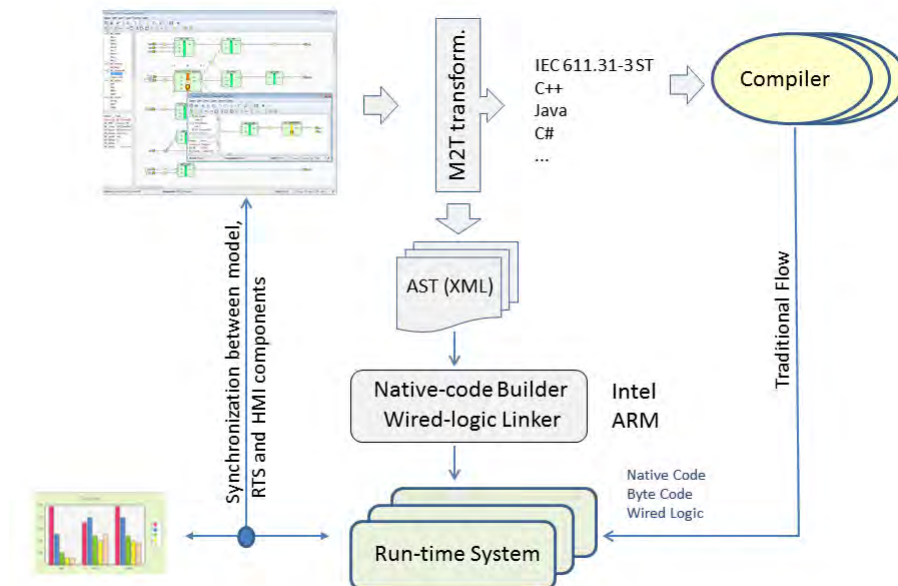 M2T transform.
IEC 611.31-3 ST
C++
Java
C#
...
Compiler
AST (XML)
Native-code Builder
Wired-logic Linker
Intel
ARM
Synchronization between model,
RTS and HMI components
Traditional Flow
Native Code
Byte Code
Wired Logic
Run-time System